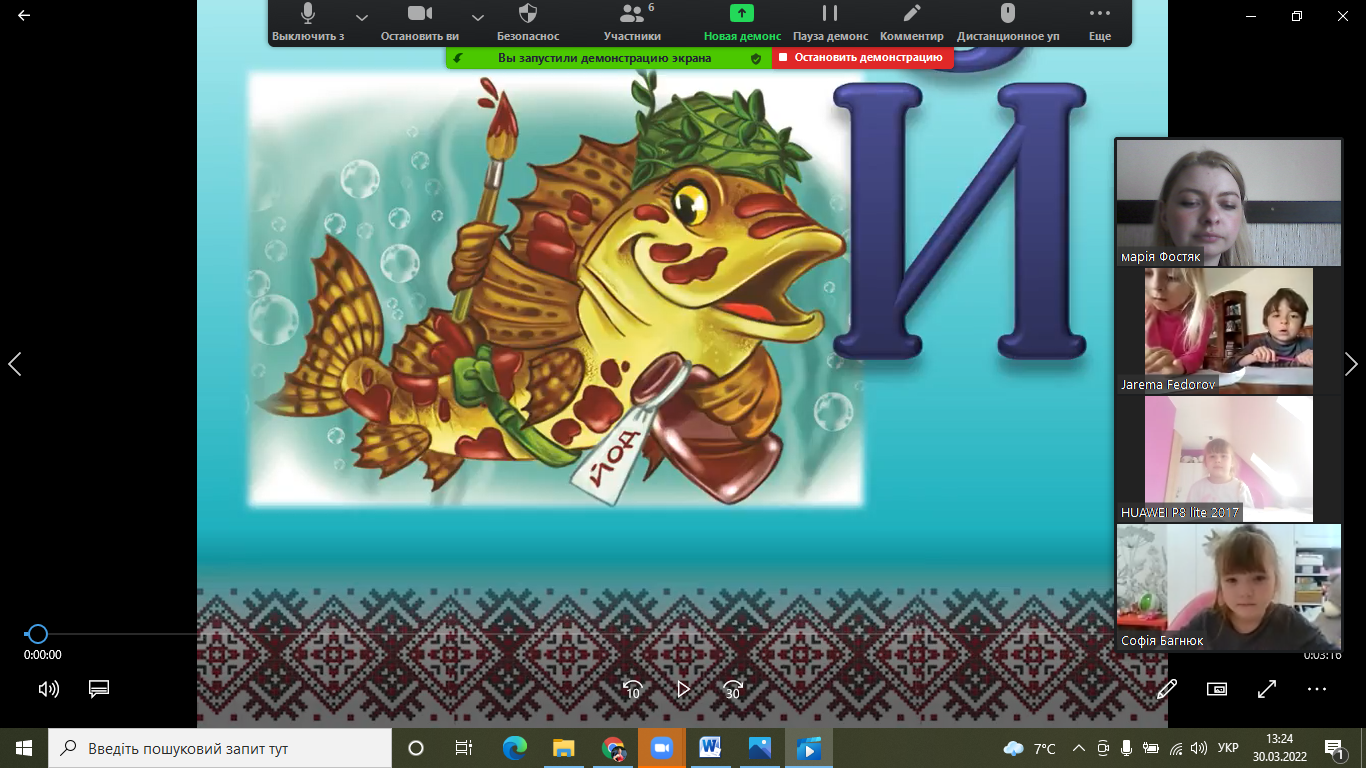 6
Выключить з
Остановить ви
Безопаснос
Участники
Новая демонс
Пауза демонс
Комментир
Дистанционное уп
Еще
Вы запустили демонстрацию экрана
Остановить демонстрацию
Й
ЙОД
марія Фостяк
Jarema Fedorov
HUAWEI P8 lite 2017
Софія Багнюк
0:00:00
0:03:16
10
30
Введіть пошуковий запит тут
7°C
УКР
13:24
30.03.2022
1